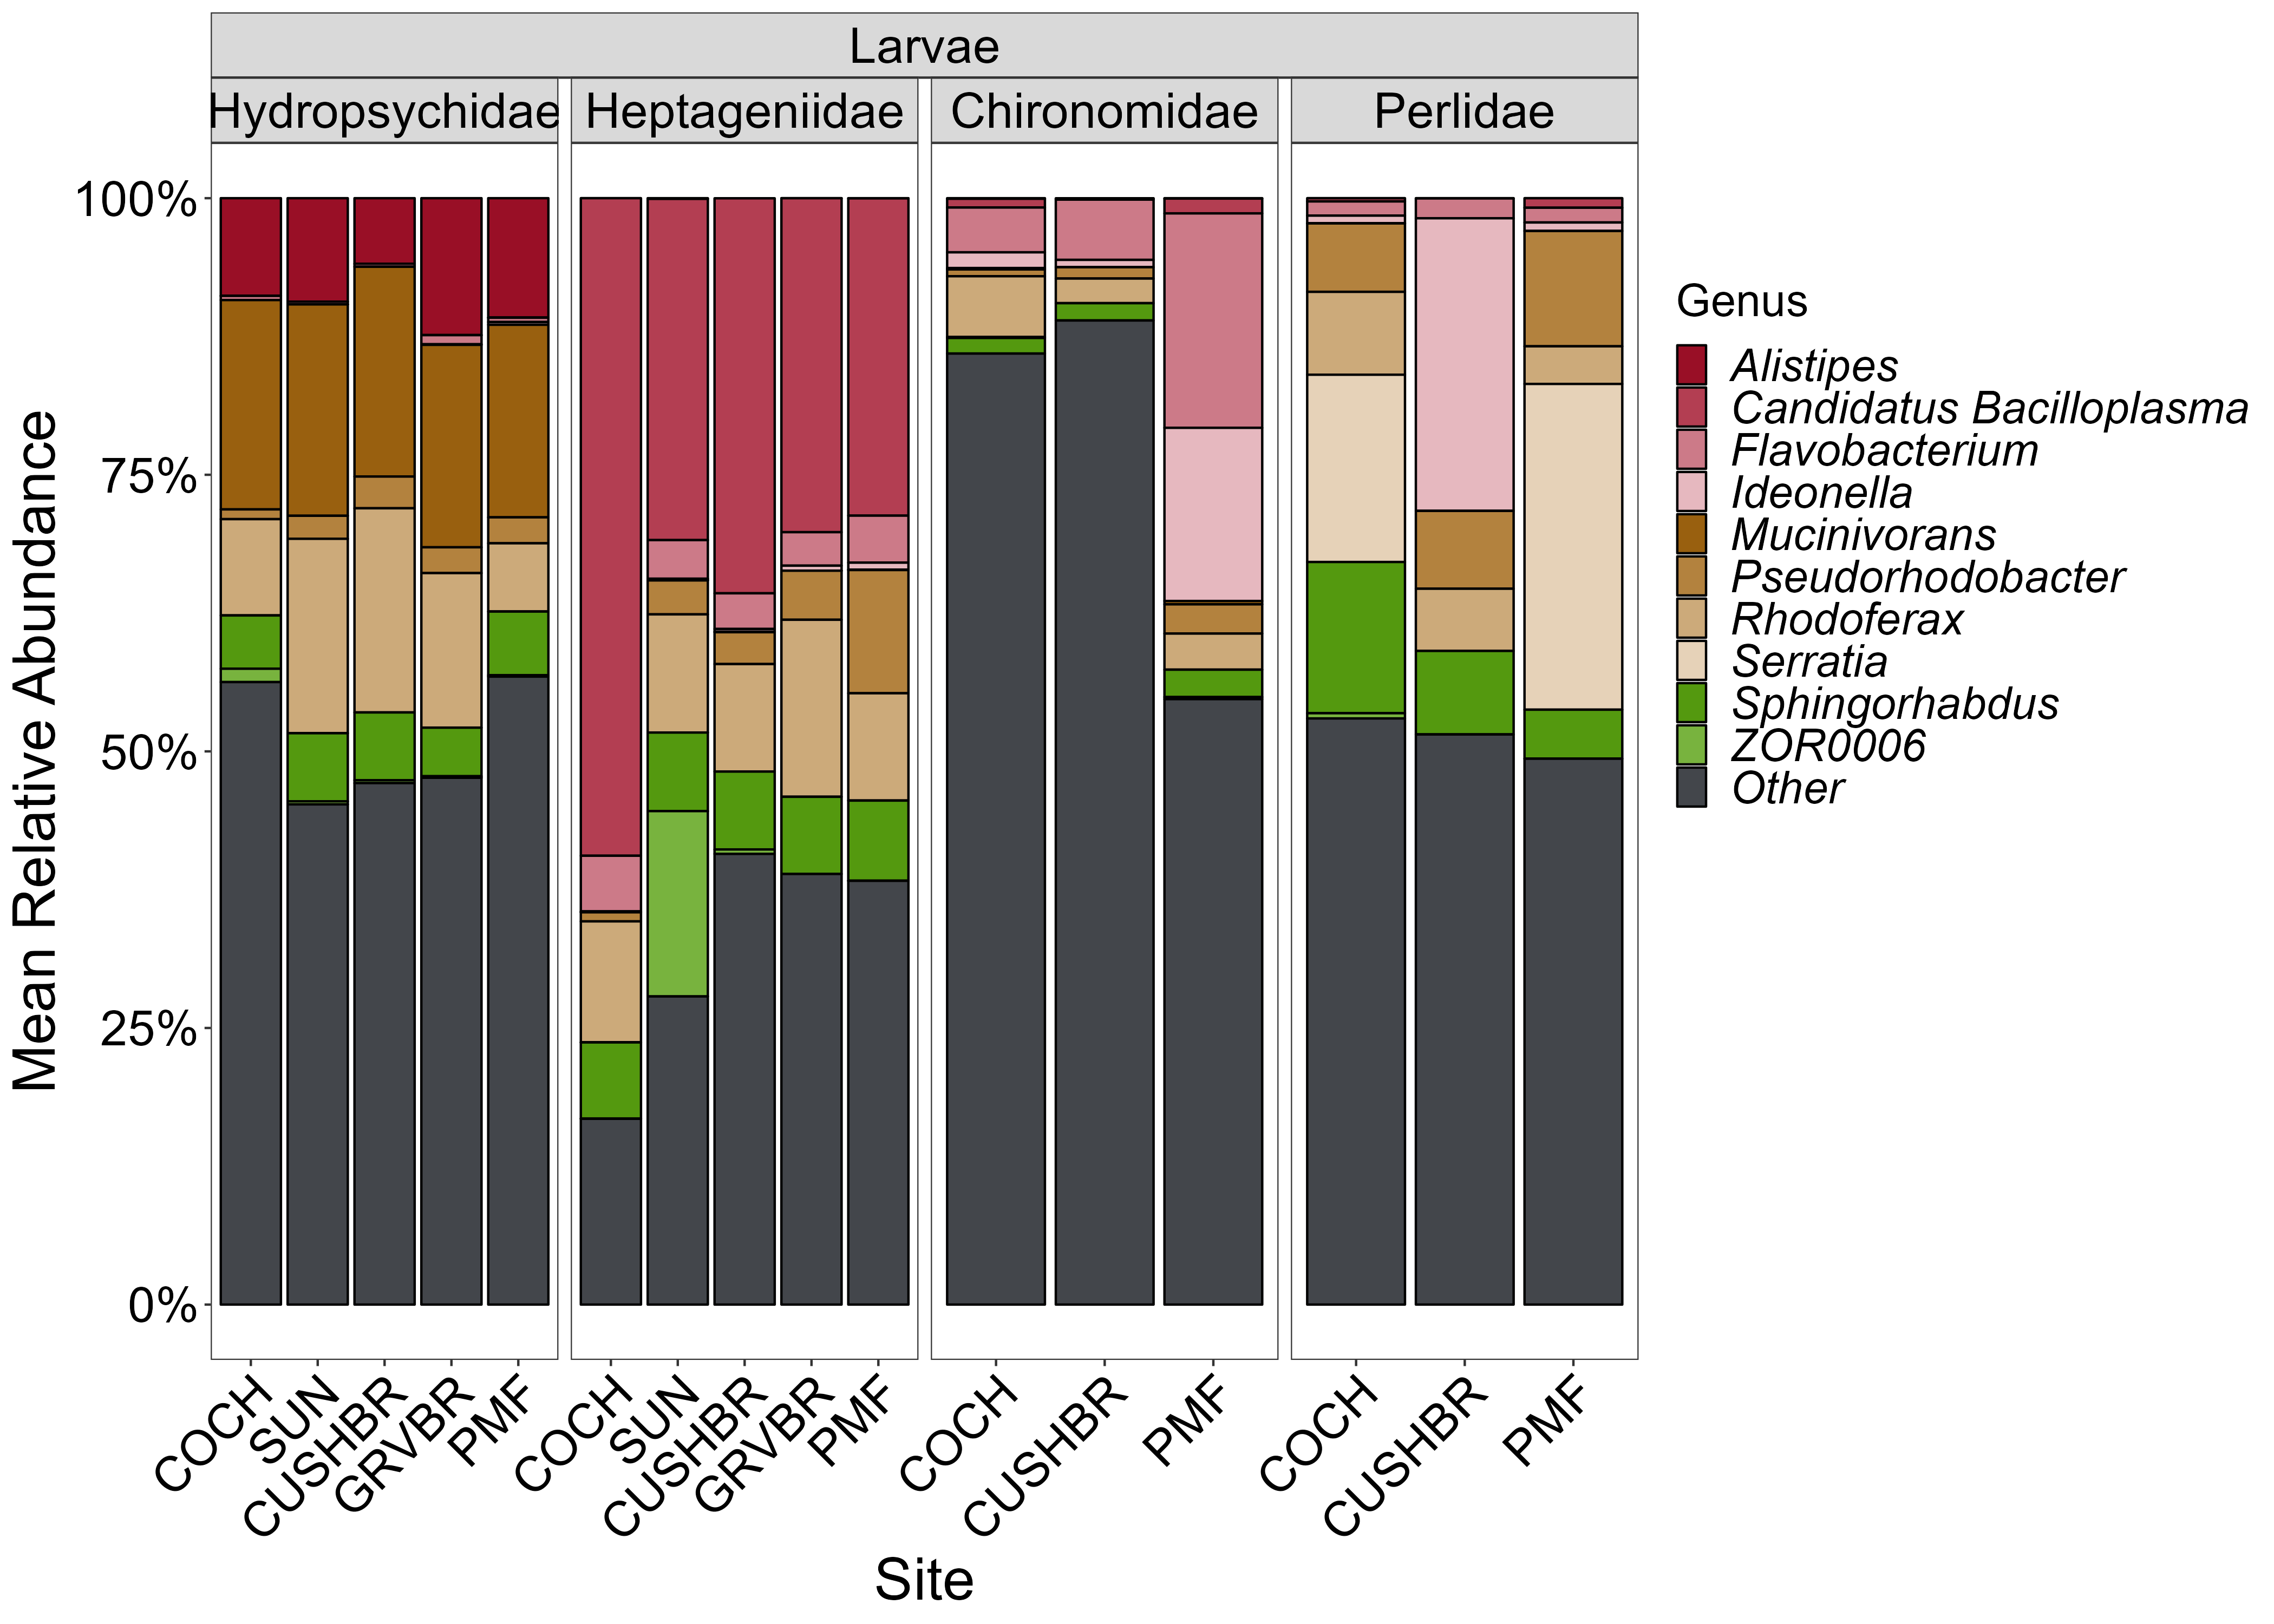 Larvae
Hydropsychidae Heptageniidae Chironomidae Perlidae
Mean Relative Abundance
100%
75%
50%
25%
0%
COCH SUN CUSHBR GRVBR PMF COCH SUN CUSHBR GRVBR PMF COCH CUSHBR PMF COCH CUSHBR PMF
Site
Genus
Alistipes
Candidatus Bacilloplasma
Flavobacterium
Ideonella
Mucinivorans
Pseudorhodobacter
Rhodoferax
Serratia
Sphingorhabdus
ZOR0006
Other